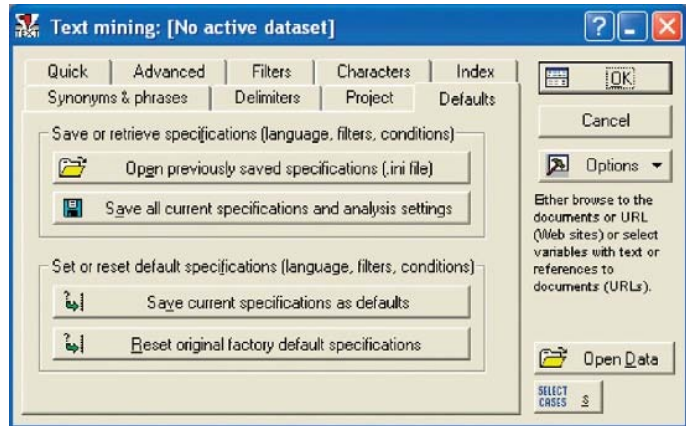 TEXT
Text mining: [No active dataset]
Quick Advanced Filters Characters Index
Synonyms & phrases Delimiters Project Defaults
Save or retrieve specifications (language, filters, conditions)
Open previously saved specifications (.ini file)
Save all current specifications and analysis settings
Set or reset default specifications (language, filters, conditions)
Save current specifications as defaults
Reset original factory default specifications
OK
Cancel
Options
Either browse to the
documents or URL
(Web sites) or select
variables with text or
references to
documents (URLs).
Open Data
SELECT
CASES S